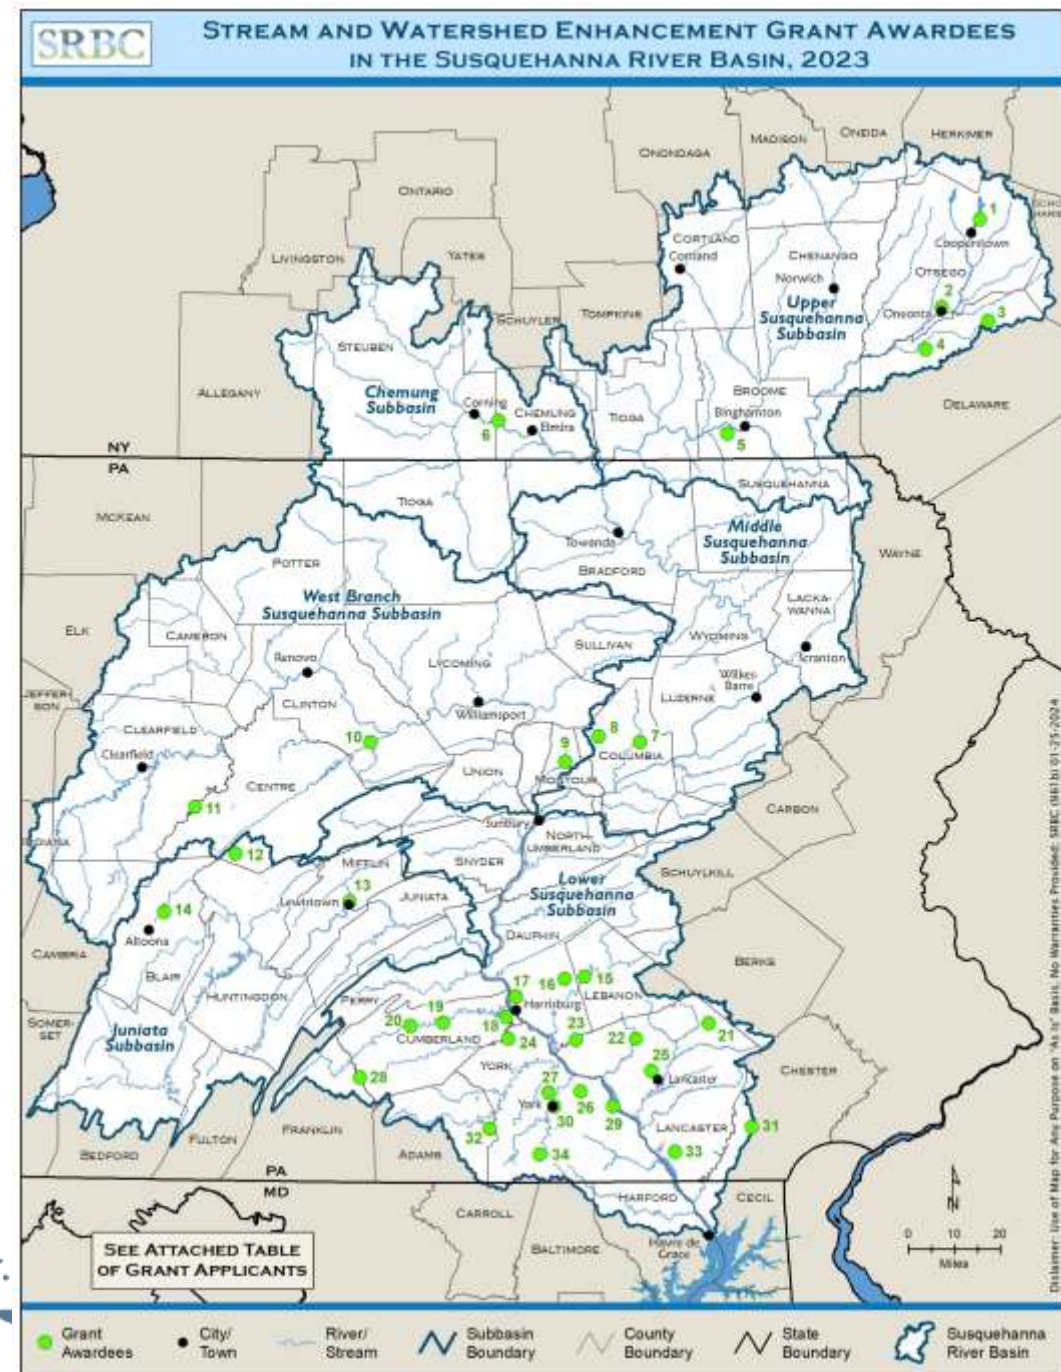 SRBC
STREAM AND WATERSHED ENHANCEMENT GRANT AWARDEES
IN THE SUSQUEHANNA RIVER BASIN, 2023
ONONDAGA
MADISON
ONEIDA
HERKIMER
ONTARIO
LIVINGSTON
YATES
CORTLAND
Cortland
CHENANGO
Norwich
1
Cooperstown
OTSEGO
2
Oneonta
3
4
Upper
Susquehanna
Subbasin
SCHUYLER
TOMPKINS
STEUBEN
ALLEGANY
Chemung
Subbasin
Corning
CHEMUNG
Elmira
6
TIOGA
BROOME
Binghamton
5
DELAWARE
NY
PA
MCKEAN
TIOGA
SUSQUEHANNA
Middle
Susquehanna
Subbasin
Towanda
BRADFORD
WAYNE
POTTER
West Branch
Susquehanna Subbasin
LACKA-
WANNA
ELK
CAMERON
SULLIVAN
WYOMING
Renovo
LYCOMING
Scranton
Wilkes
Barre
LUZERNE
JEFFER-
SON
CLINTON
Williamsport
CLEARFIELD
Clearfield
10
8
7
9
COLUMBIA
UNION
MONTOUR
CENTRE
11
CARBON
Sunbury
NORTH-
UMBERLAND
INDIANA
12
MIFFLIN
SNYDER
SCHUYLKILL
13
Lewistown
JUNIATA
Lower
Susquehanna
Subbasin
14
Altoona
CAMBRIA
BLAIR
DAUPHIN
BERKS
HUNTINGDON
PERRY
17
16
15
LEBANON
Harrisburg
SOMER-
SET
Juniata
Subbasin
20
19
18
23
22
21
CUMBERLAND
24
YORK
25
Lancaster
CHESTER
28
27
York
26
30
29
LANCASTER
31
32
33
34
FRANKLIN
FULTON
BEDFORD
ADAMS
PA
MD
HARFORD
CECIL
CARROLL
BALTIMORE
Havre de
Grace
N
0 10 20
Miles
SEE ATTACHED TABLE
OF GRANT APPLICANTS
Grant
Awardees
City/
Town
River/
Stream
Subbasin
Boundary
County
Boundary
State
Boundary
Susquehanna
River Basin